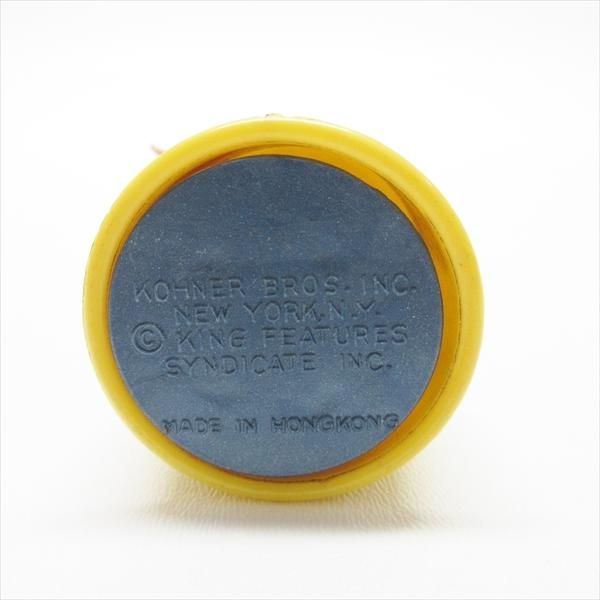 KOHNER BROS. INC.
NEW YORK, N.Y.
© KING FEATURES
SYNDICATE INC.
MADE IN HONGKONG